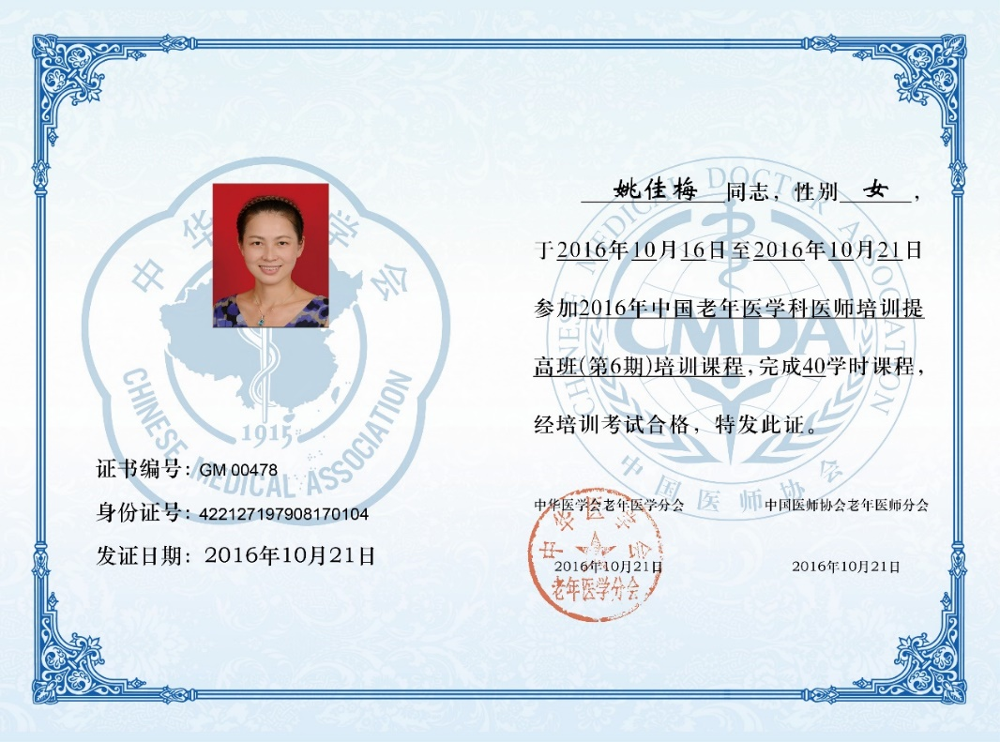 中华医学会
1915
CHINESE MEDICAL ASSOCIATION
证书编号：GM 00478
身份证号：422127197908170104
发证日期：2016年10月21日
CHINESE MEDICAL DOCTOR ASSOCIATION
CMDA
中国医师协会
姚佳梅 同志，性别 女 ，
于2016年10月16日至2016年10月21日
参加2016年中国老年医学科医师培训提
高班(第6期)培训课程，完成40学时课程，
经培训考试合格，特发此证。
中华医学会老年医学分会
2016年10月21日
中国医师协会老年医师分会
2016年10月21日
中华医学会
老年医学分会